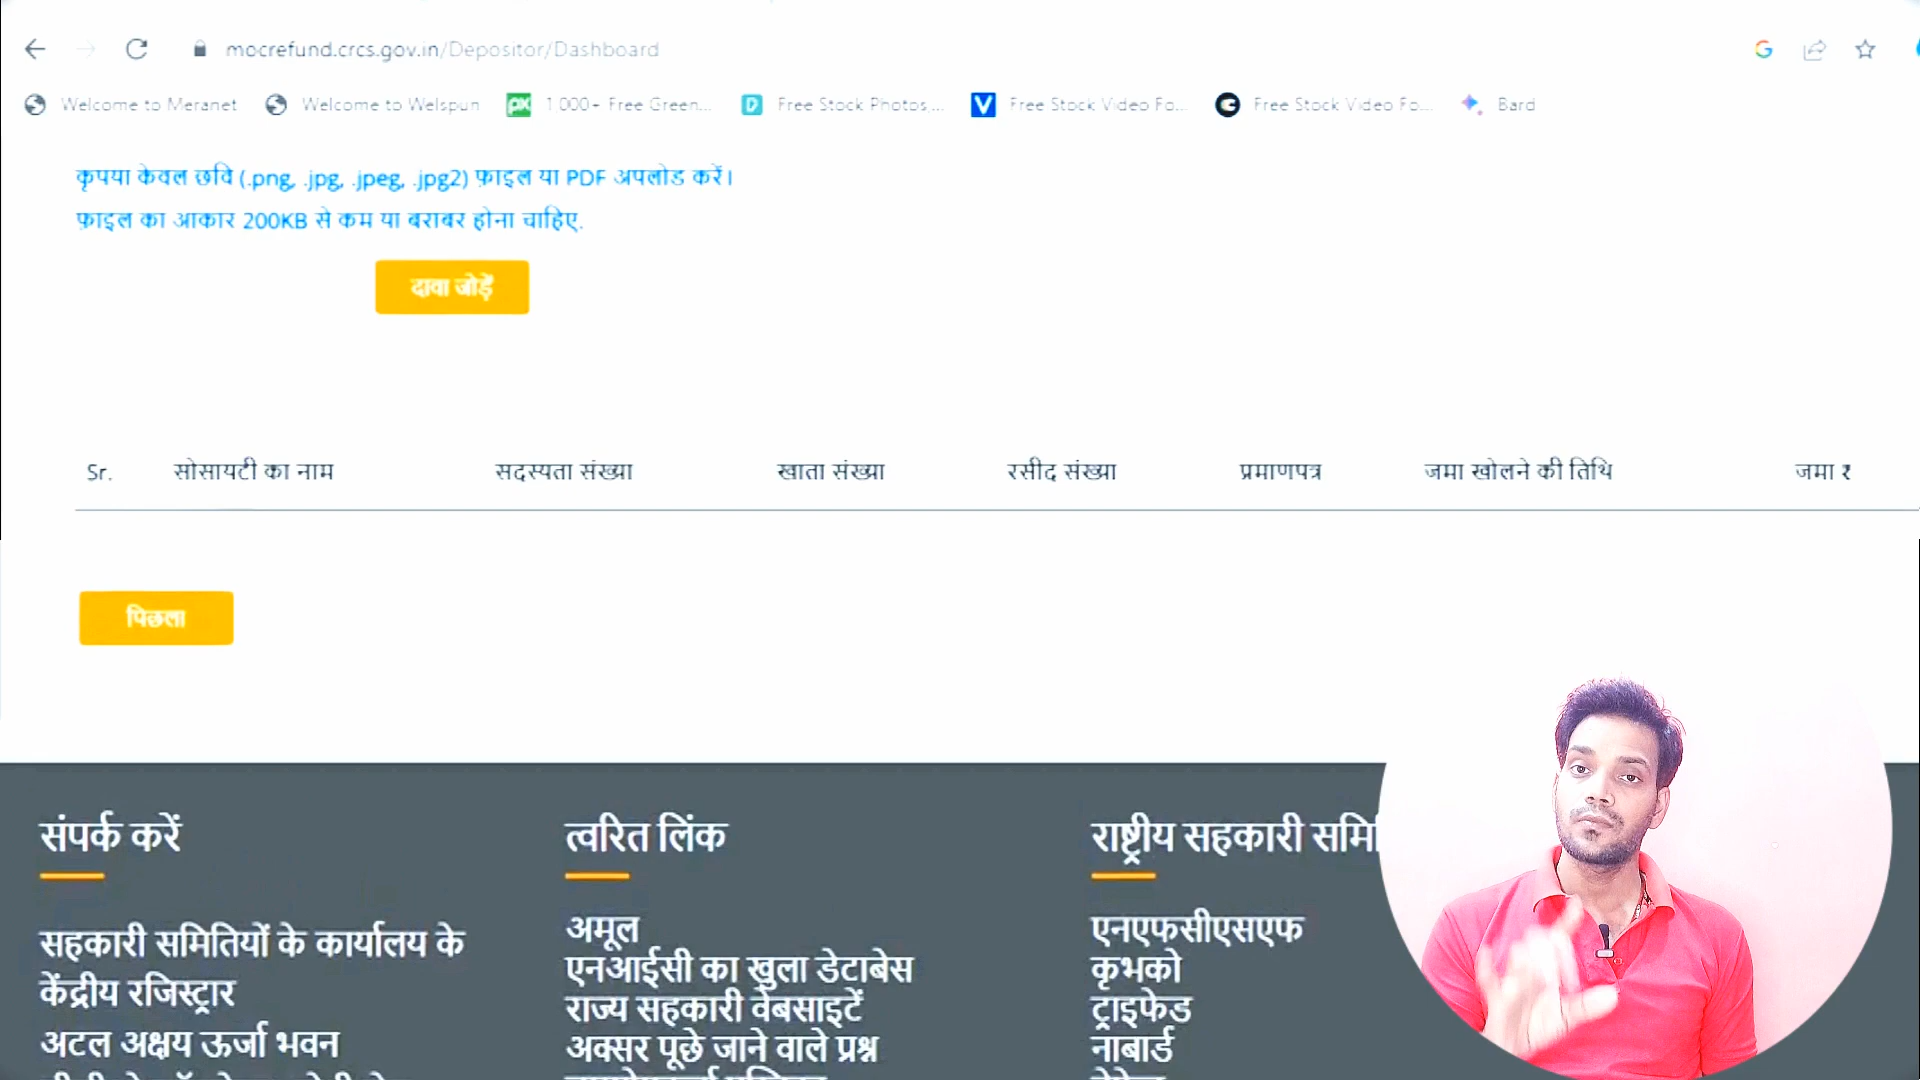 mocrefund.crcs.gov.in/Depositor/Dashboard
Welcome to Meranet Welcome to Welspun 1,000+ Free Green... Free Stock Photos,... Free Stock Video Fo... Free Stock Video Fo... Bard
कृपया केवल छवि (.png, .jpg, .jpeg, .jpg2) फ़ाइल या PDF अपलोड करें।
फ़ाइल का आकार 200KB से कम या बराबर होना चाहिए.
दावा जोड़ें
Sr. सोसायटी का नाम सदस्यता संख्या खाता संख्या रसीद संख्या प्रमाणपत्र जमा खोलने की तिथि जमा
पिछला
संपर्क करें
सहकारी समितियों के कार्यालय के
केंद्रीय रजिस्ट्रार
अटल अक्षय ऊर्जा भवन
त्वरित लिंक
अमूल
एनआईसी का खुला डेटाबेस
राज्य सहकारी वेबसाइटें
अक्सर पूछे जाने वाले प्रश्न
राष्ट्रीय सहकारी समि
एनएफसीएसएफ
कृभको
ट्राइफेड
नाबार्ड